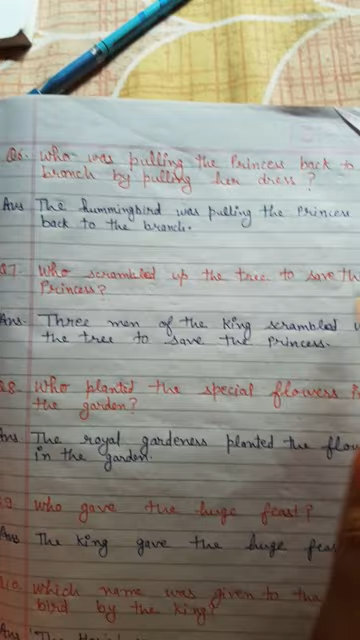 Q6. Who was pulling the Princess back to
branch by pulling her dress?
Ans The hummingbird was pulling the Princess
back to the branch.
Q7. Who scrambled up the tree to save the
Princess?
Ans. Three men of the king scrambled
the tree to save the Princess.
Q8. Who planted the special flowers in
the garden?
Ans The royal gardeness planted the
in the garden.
Who gave the huge feast?
Ans The King gave the huge
which name was given to the
bird by the king?
Ans The